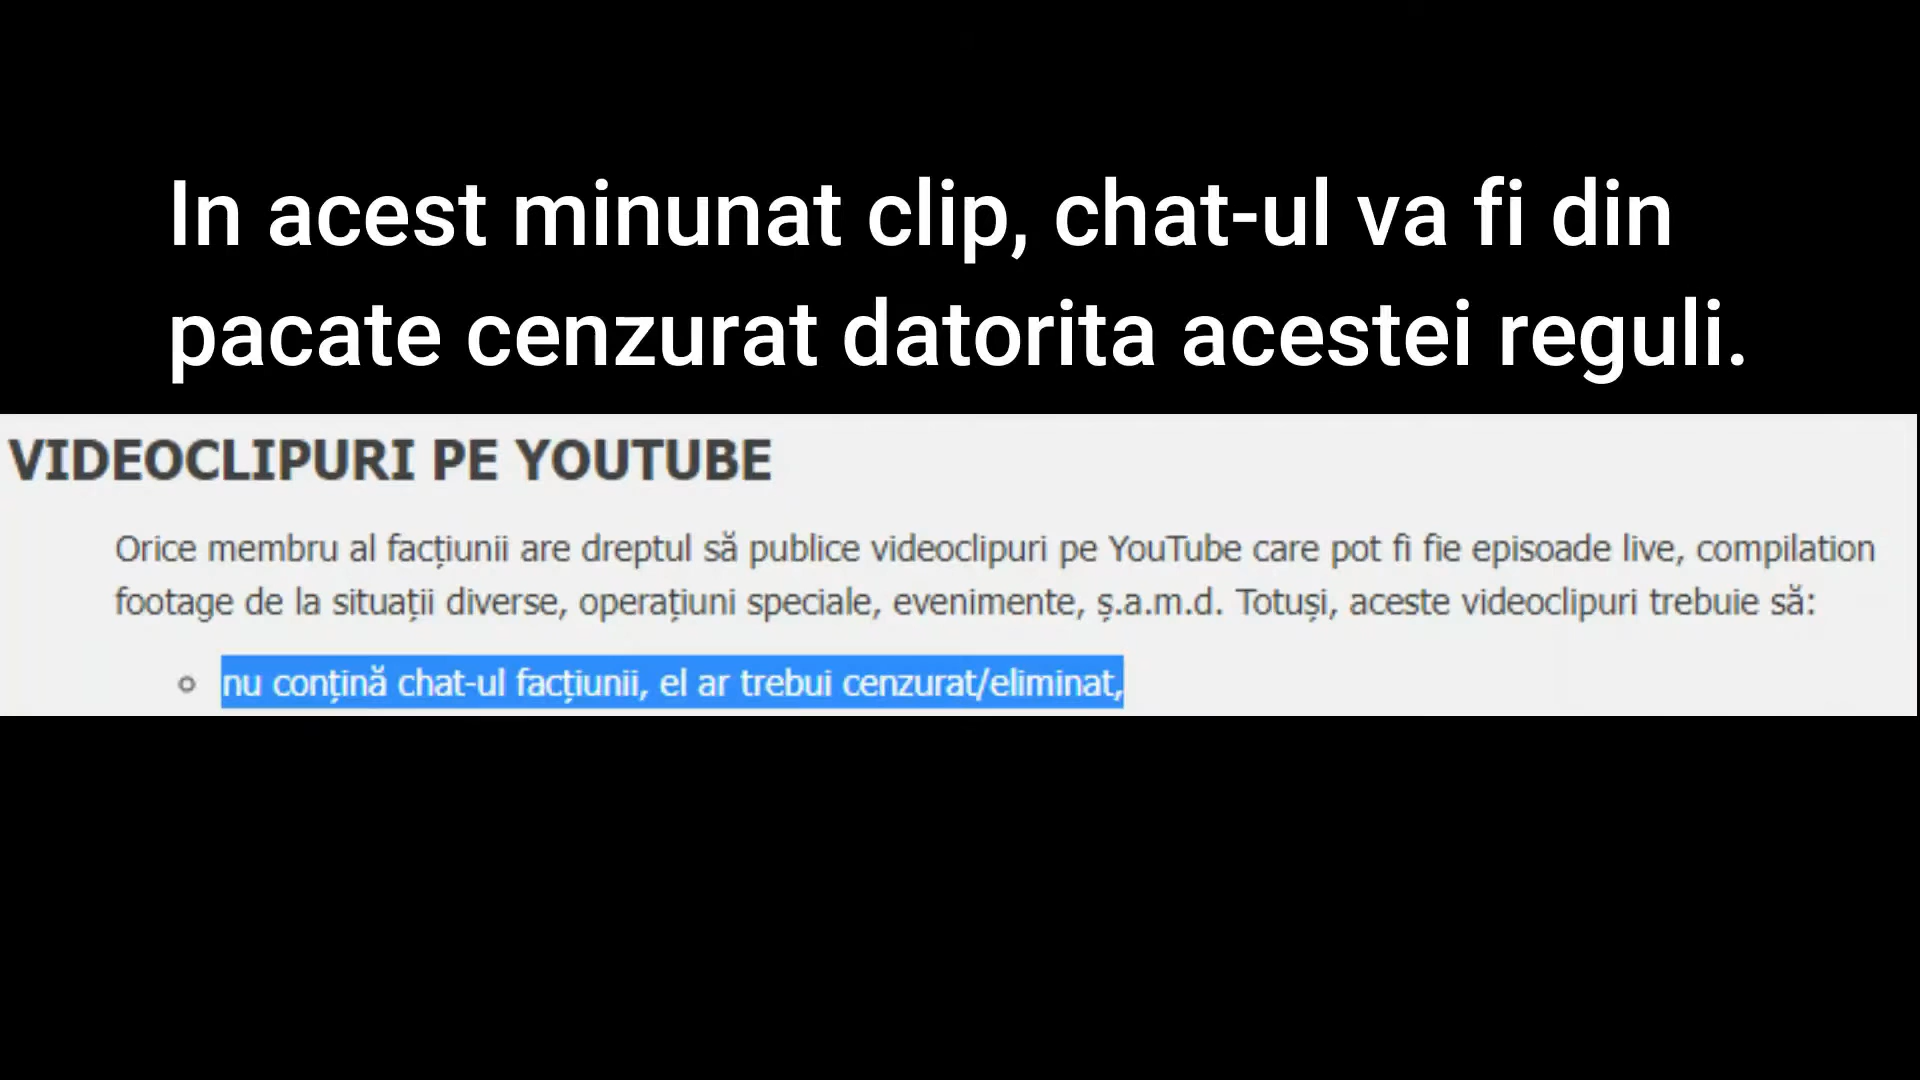 In acest minunat clip, chat-ul va fi din
pacate cenzurat datorita acestei reguli.
VIDEOCLIPURI PE YOUTUBE
Orice membru al facțiunii are dreptul să publice videoclipuri pe YouTube care pot fi fie episoade live, compilation
footage de la situații diverse, operațiuni speciale, evenimente, ș.a.m.d. Totuși, aceste videoclipuri trebuie să:
nu conțină chat-ul facțiunii, el ar trebui cenzurat/eliminat,